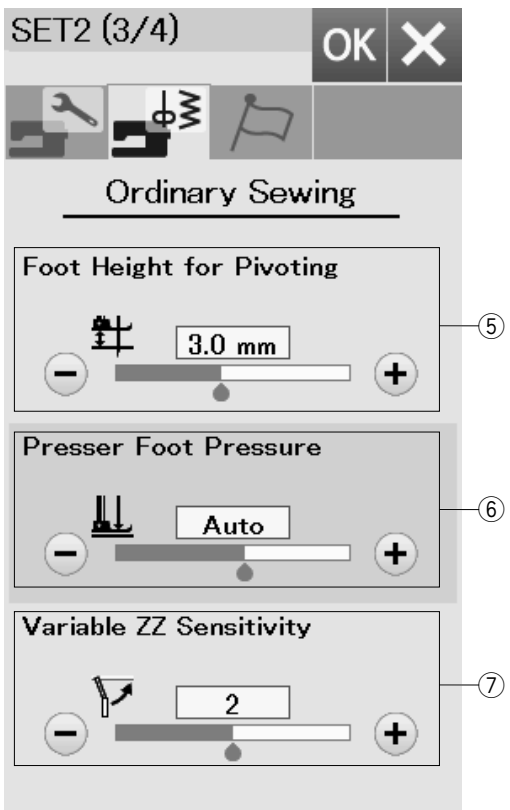 SET2 (3/4)
OK
Ordinary Sewing
Foot Height for Pivoting
3.0 mm
⑤
Presser Foot Pressure
Auto
⑥
Variable ZZ Sensitivity
2
⑦